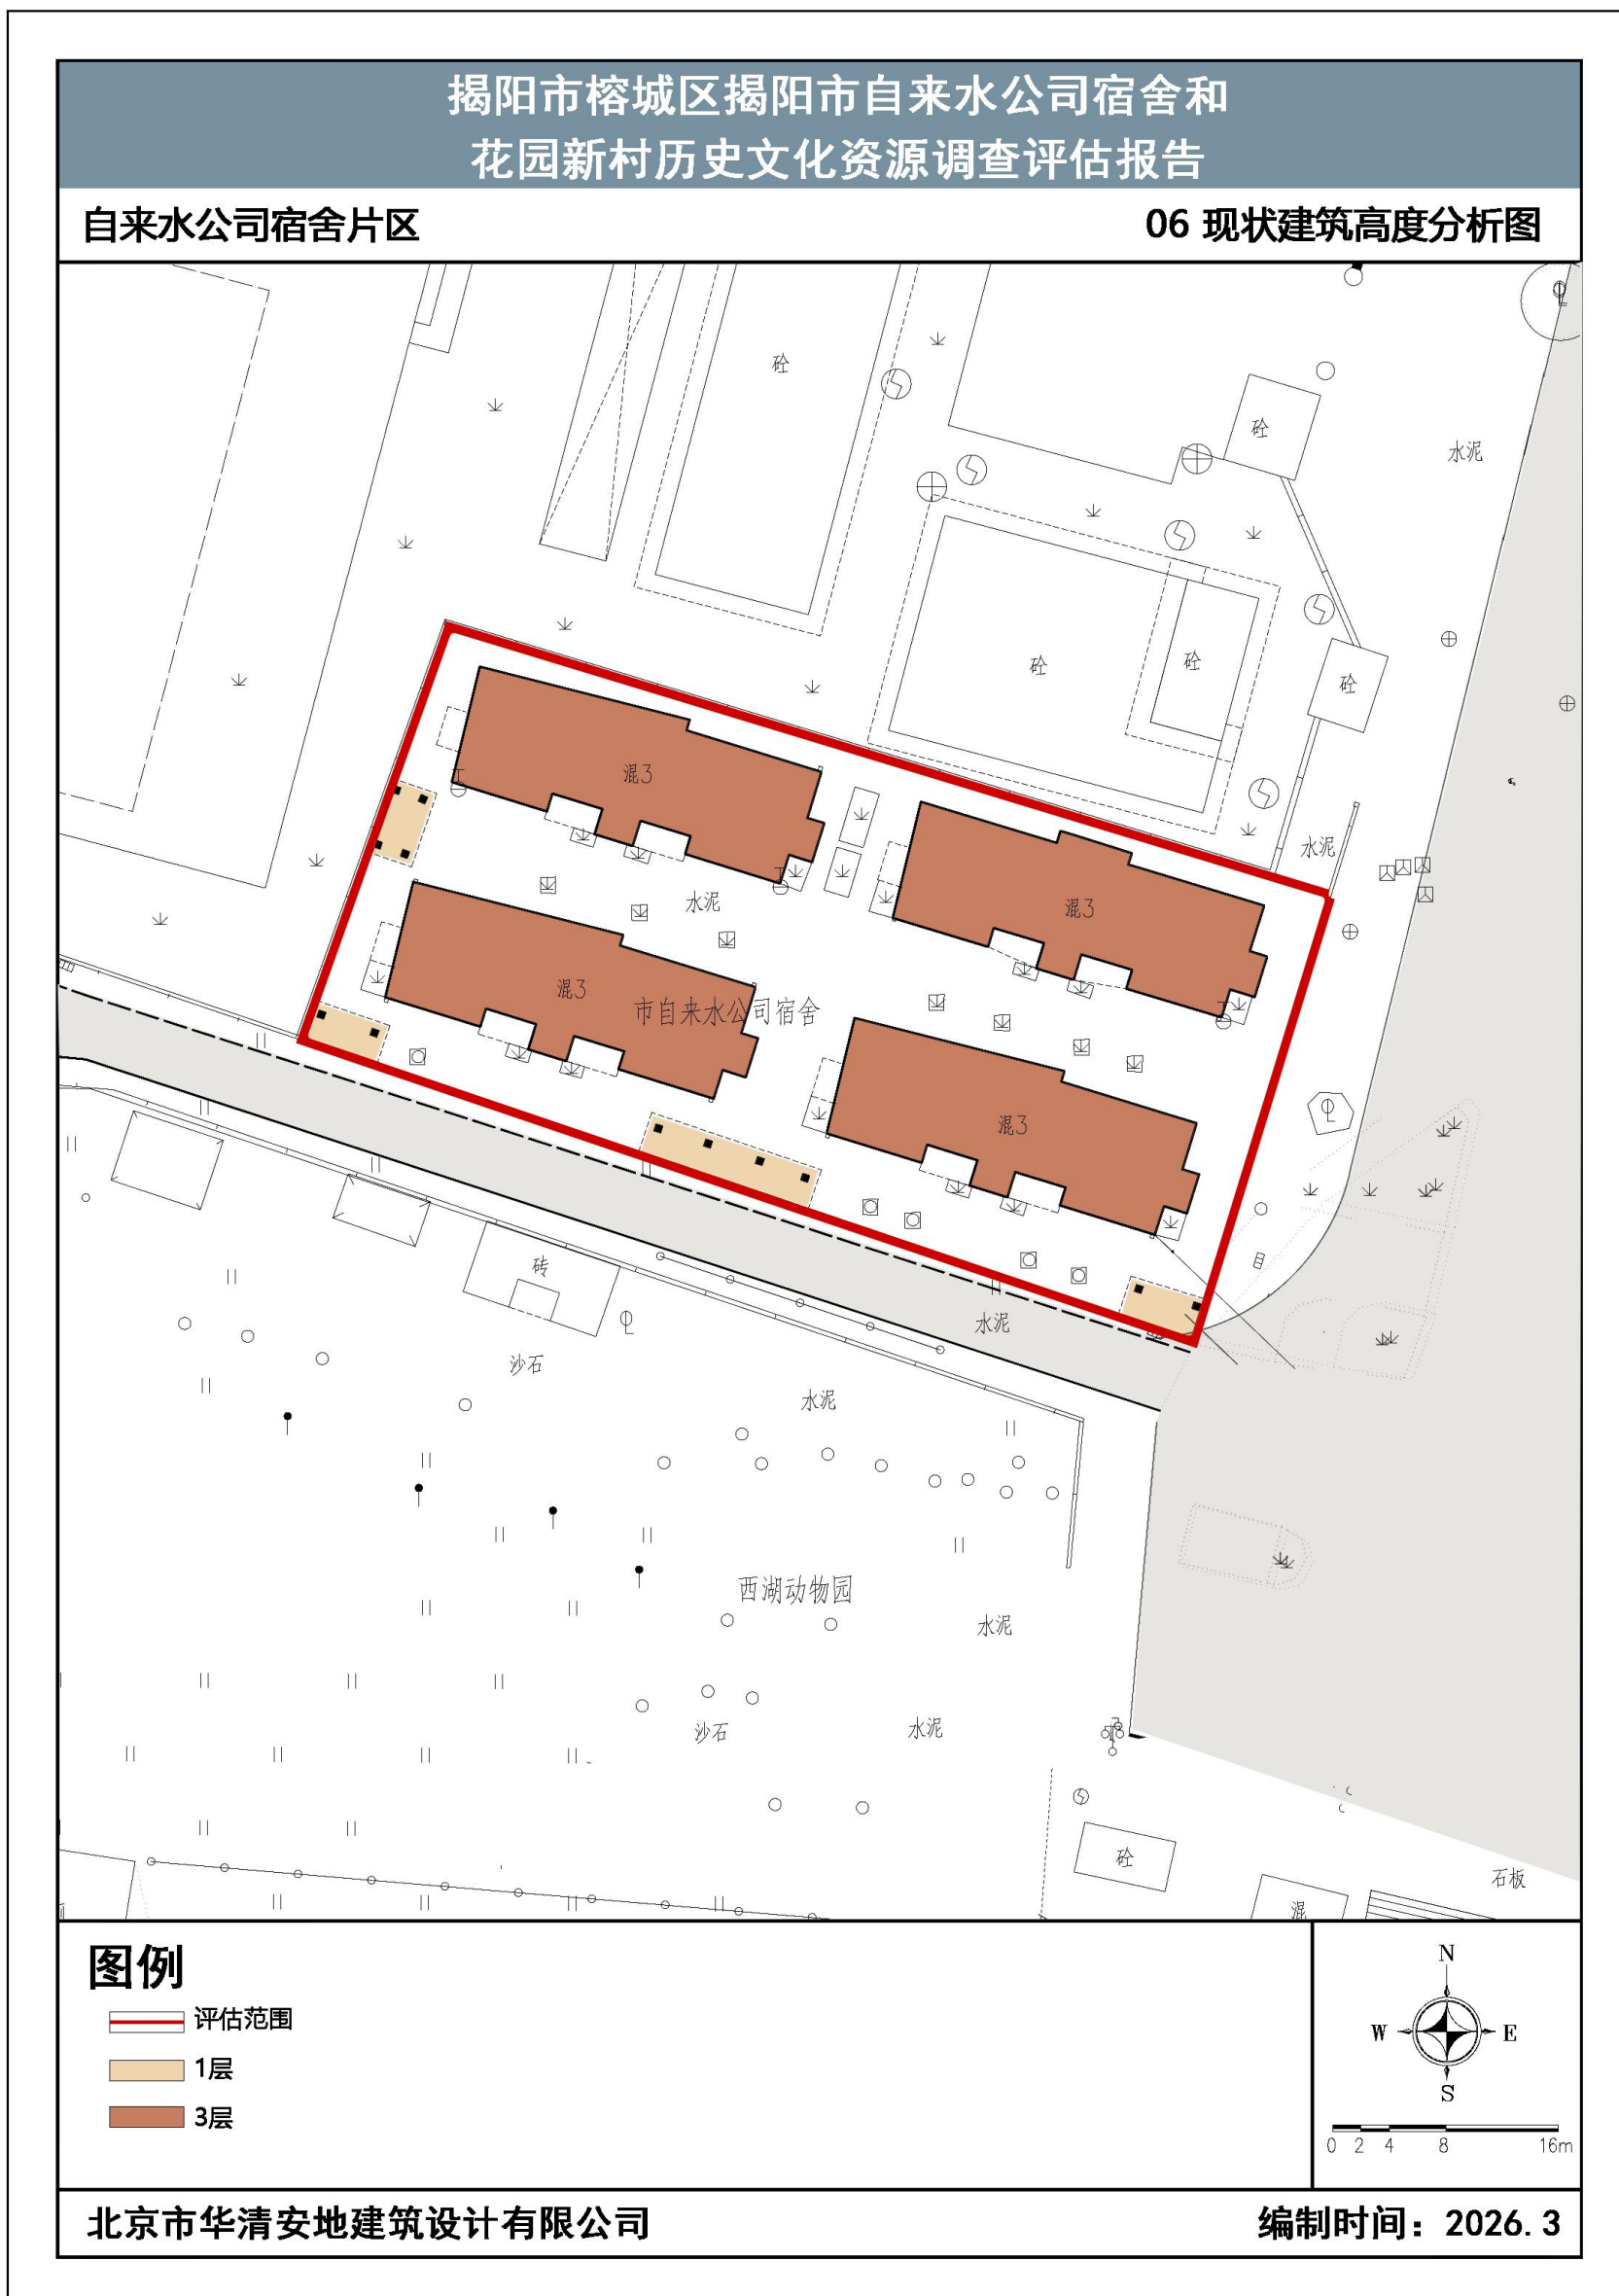 揭阳市榕城区揭阳市自来水公司宿舍和
花园新村历史文化资源调查评估报告
自来水公司宿舍片区
06 现状建筑高度分析图
砼
砼
水泥
砼
砼
砼
混3
水泥
水泥
混3
混3
市自来水公司宿舍
混3
砖
水泥
沙石
水泥
西湖动物园
水泥
沙石
水泥
砼
石板
混
图例
评估范围
1层
3层
N
W
E
S
0 2 4 8 16m
北京市华清安地建筑设计有限公司
编制时间：2026.3